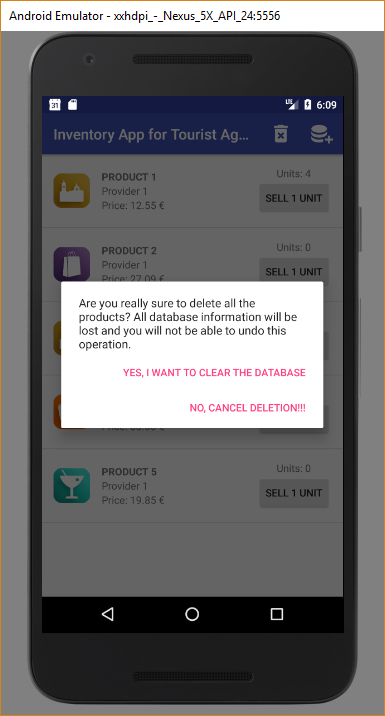 Android Emulator - xxhdpi_-_Nexus_5X_API_24:5556
31
LTE
6:09
Inventory App for Tourist Ag…
PRODUCT 1
Provider 1
Price: 12.55 €
Units: 4
SELL 1 UNIT
PRODUCT 2
Provider 1
Price: 27.09 €
Units: 0
SELL 1 UNIT
Are you really sure to delete all the
products? All database information will be
lost and you will not be able to undo this
operation.
YES, I WANT TO CLEAR THE DATABASE
NO, CANCEL DELETION!!!
PRODUCT 5
Provider 1
Price: 19.85 €
Units: 0
SELL 1 UNIT